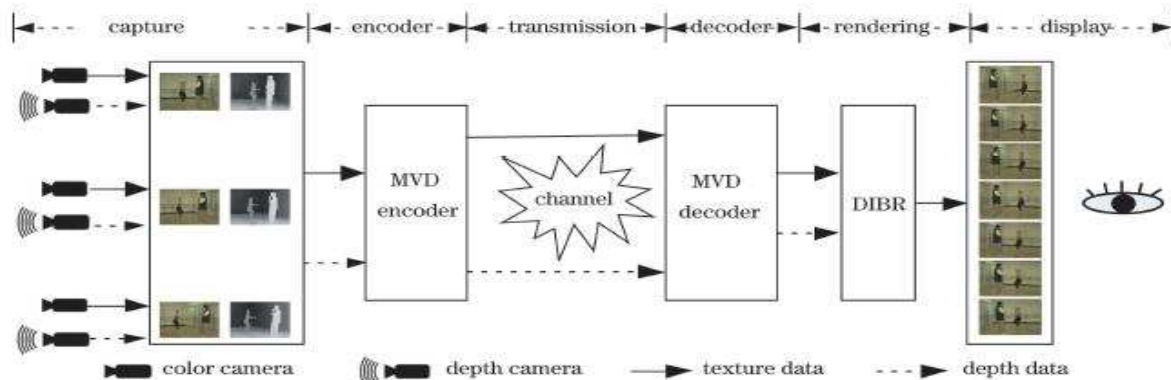 capture encoder transmission decoder rendering display
MVD
encoder
channel
MVD
decoder
DIBR
color camera depth camera texture data depth data